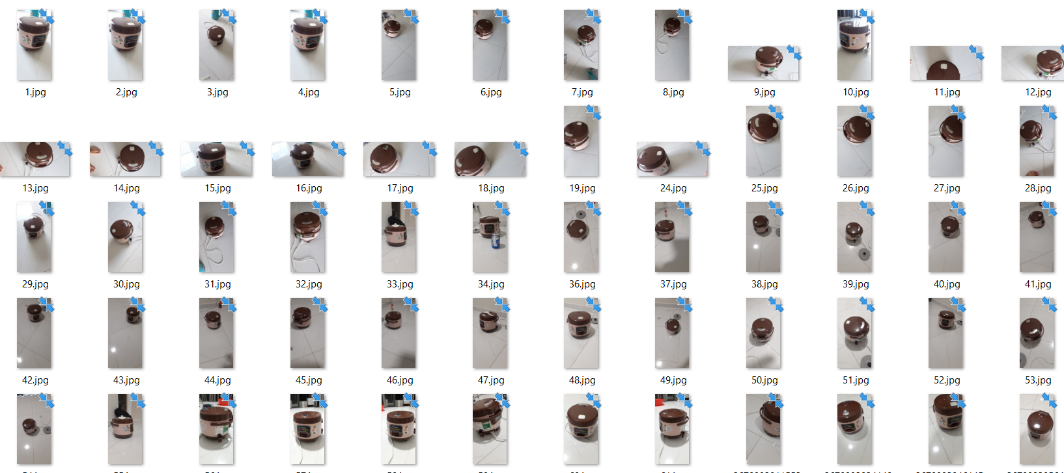 1.jpg 2.jpg 3.jpg 4.jpg 5.jpg 6.jpg 7.jpg 8.jpg 9.jpg 10.jpg 11.jpg 12.jpg
13.jpg 14.jpg 15.jpg 16.jpg 17.jpg 18.jpg 19.jpg 24.jpg 25.jpg 26.jpg 27.jpg 28.jpg
29.jpg 30.jpg 31.jpg 32.jpg 33.jpg 34.jpg 36.jpg 37.jpg 38.jpg 39.jpg 40.jpg 41.jpg
42.jpg 43.jpg 44.jpg 45.jpg 46.jpg 47.jpg 48.jpg 49.jpg 50.jpg 51.jpg 52.jpg 53.jpg